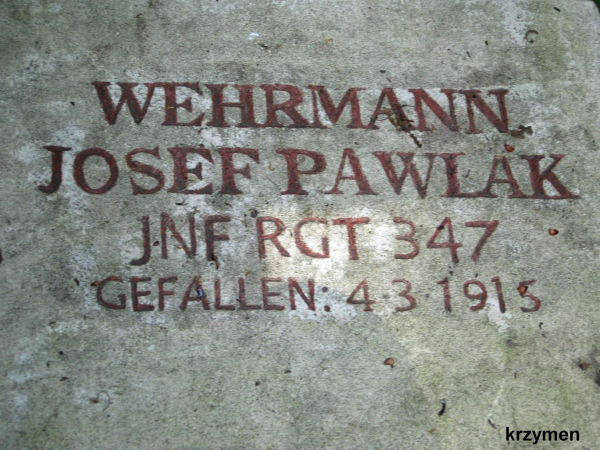 WEHRMANN
JOSEF PAWLAK
JNF RGT 347
GEFALLEN: 4 3 1915
krzymen